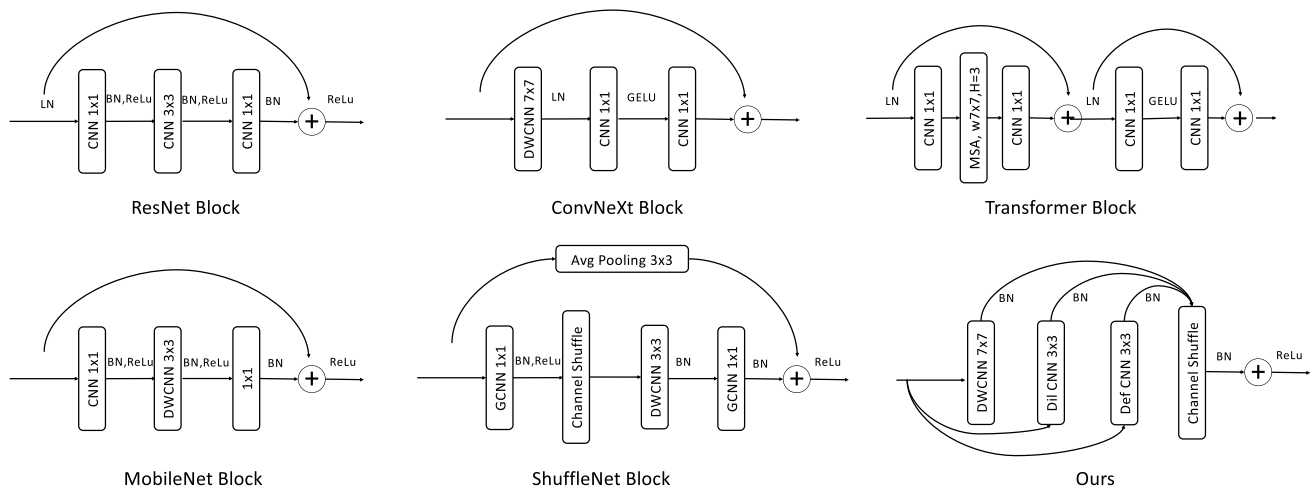 LN
CNN 1x1
BN,ReLu
CNN 3x3
BN,ReLu
CNN 1x1
BN
+
ReLu
ResNet Block
DWCNN 7x7
LN
CNN 1x1
GELU
CNN 1x1
+
ConvNeXt Block
LN
CNN 1x1
MSA, w7x7,H=3
CNN 1x1
+
LN
CNN 1x1
GELU
CNN 1x1
+
Transformer Block
CNN 1x1
BN,ReLu
DWCNN 3x3
BN,ReLu
1x1
BN
+
ReLu
MobileNet Block
Avg Pooling 3x3
GCNN 1x1
BN,ReLu
Channel Shuffle
DWCNN 3x3
BN
GCNN 1x1
BN
+
ReLu
ShuffleNet Block
DWCNN 7x7
BN
Dil CNN 3x3
BN
Def CNN 3x3
BN
Channel Shuffle
BN
+
ReLu
Ours